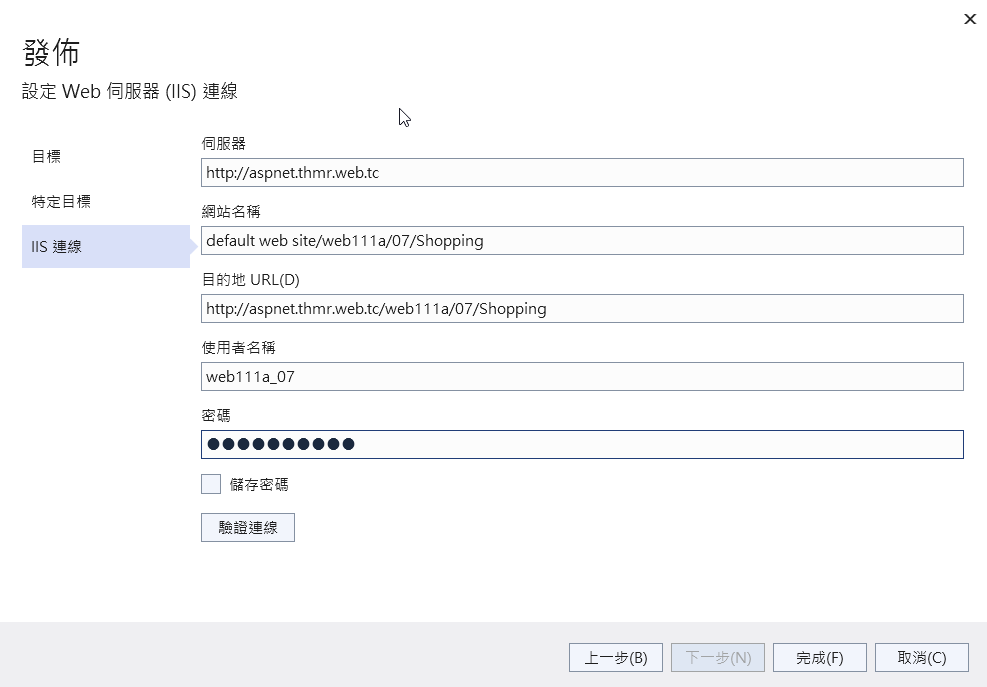 發佈
設定 Web 伺服器 (IIS) 連線
目標
特定目標
IIS 連線
伺服器
http://aspnet.thmr.web.tc
網站名稱
default web site/web111a/07/Shopping
目的地 URL(D)
http://aspnet.thmr.web.tc/web111a/07/Shopping
使用者名稱
web111a_07
密碼
●●●●●●●●●●
儲存密碼
驗證連線
上一步(B)
下一步(N)
完成(F)
取消(C)